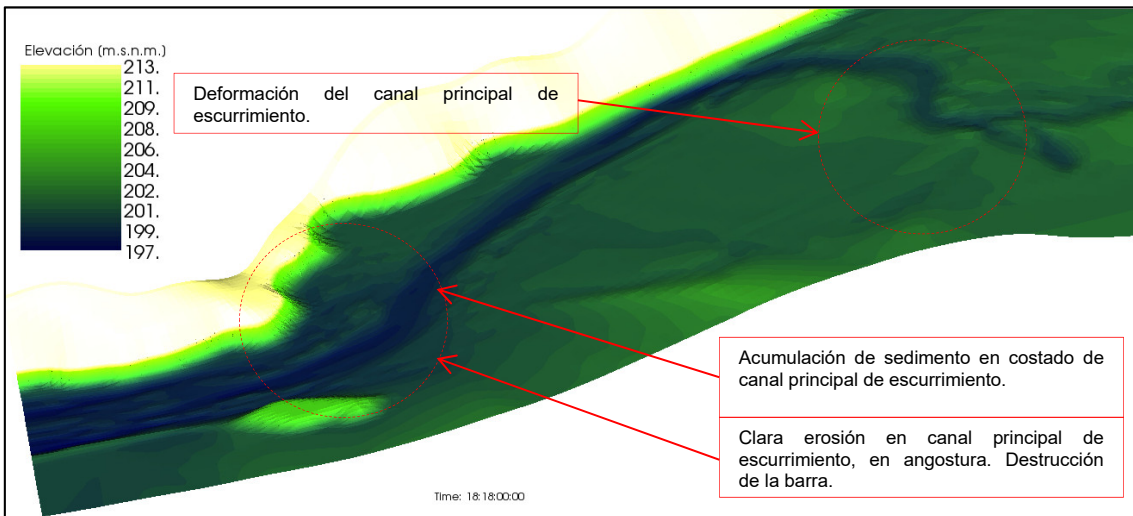 Elevación (m.s.n.m.)
213.
211.
209.
208.
206.
204.
202.
201.
199.
197.
Deformación del canal principal de
escurrimiento.
Acumulación de sedimento en costado de
canal principal de escurrimiento.
Clara erosión en canal principal de
escurrimiento, en angostura. Destrucción
de la barra.
Time: 18:18:00:00